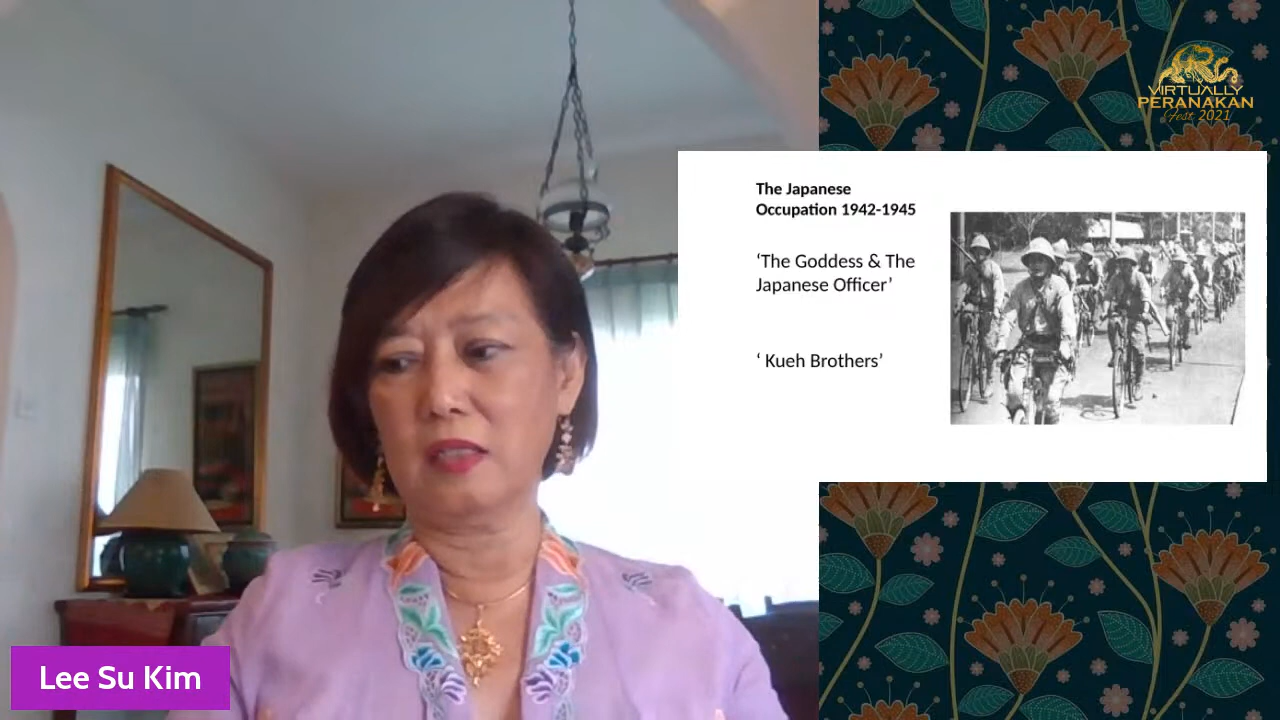 VIRTUALLY
PERANAKAN
Fest 2021
The Japanese
Occupation 1942-1945
‘The Goddess & The
Japanese Officer’
‘ Kueh Brothers’
Lee Su Kim